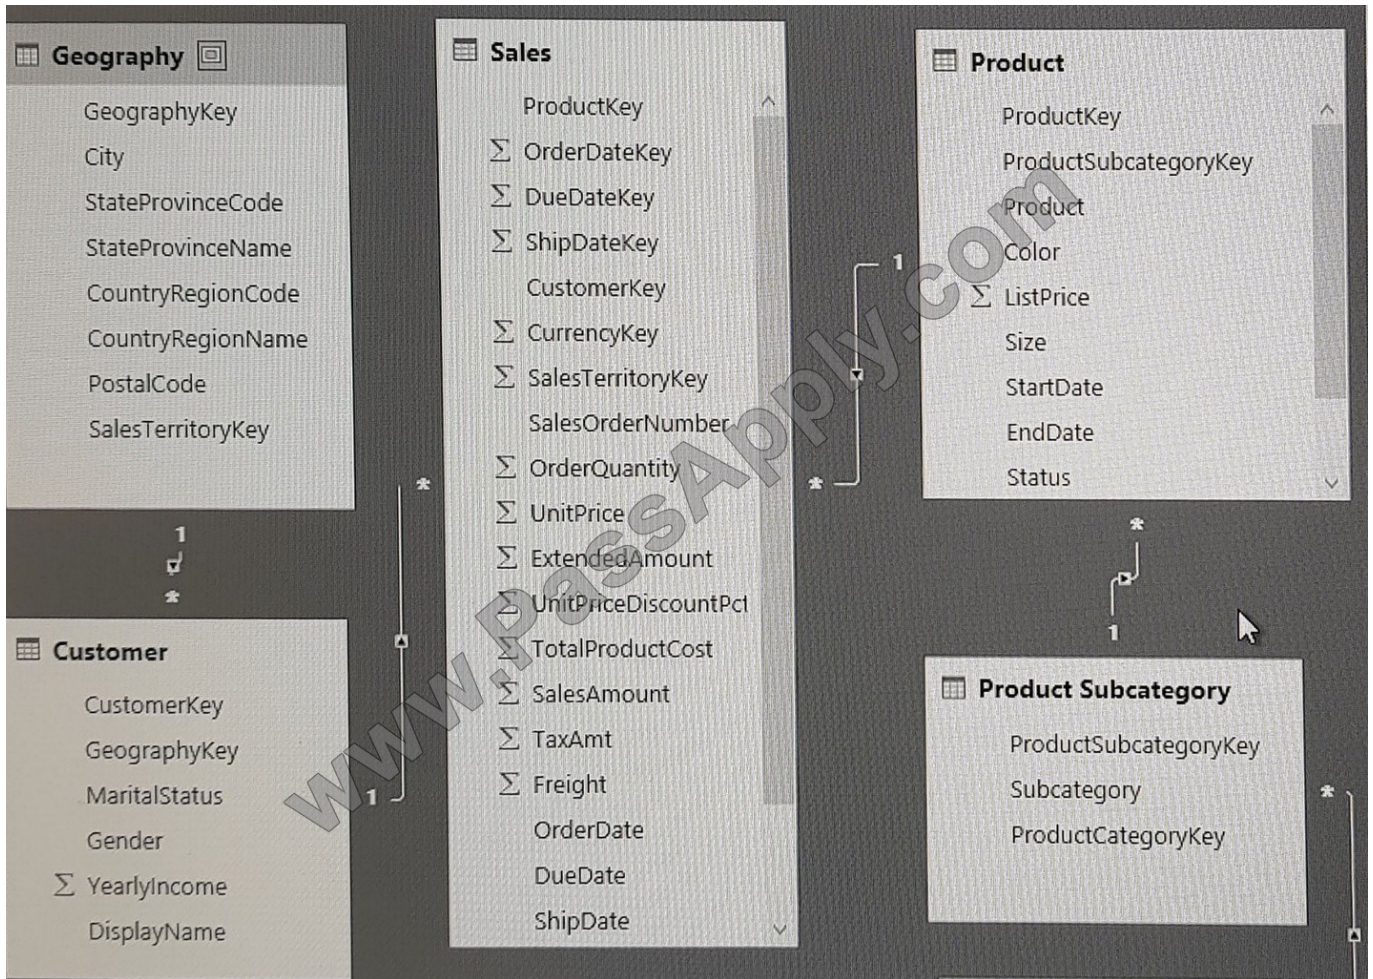 Geography
GeographyKey
City
StateProvinceCode
StateProvinceName
CountryRegionCode
CountryRegionName
PostalCode
SalesTerritoryKey
1
*
Customer
CustomerKey
GeographyKey
MaritalStatus
Gender
Σ YearlyIncome
DisplayName
*
1
Sales
ProductKey
Σ OrderDateKey
Σ DueDateKey
Σ ShipDateKey
CustomerKey
Σ CurrencyKey
Σ SalesTerritoryKey
SalesOrderNumber
Σ OrderQuantity
Σ UnitPrice
Σ ExtendedAmount
Σ UnitPriceDiscountPct
Σ TotalProductCost
Σ SalesAmount
Σ TaxAmt
Σ Freight
OrderDate
DueDate
ShipDate
1
*
Product
ProductKey
ProductSubcategoryKey
Product
Color
Σ ListPrice
Size
StartDate
EndDate
Status
*
1
Product Subcategory
ProductSubcategoryKey
Subcategory
ProductCategoryKey
*
www.PassApply.com